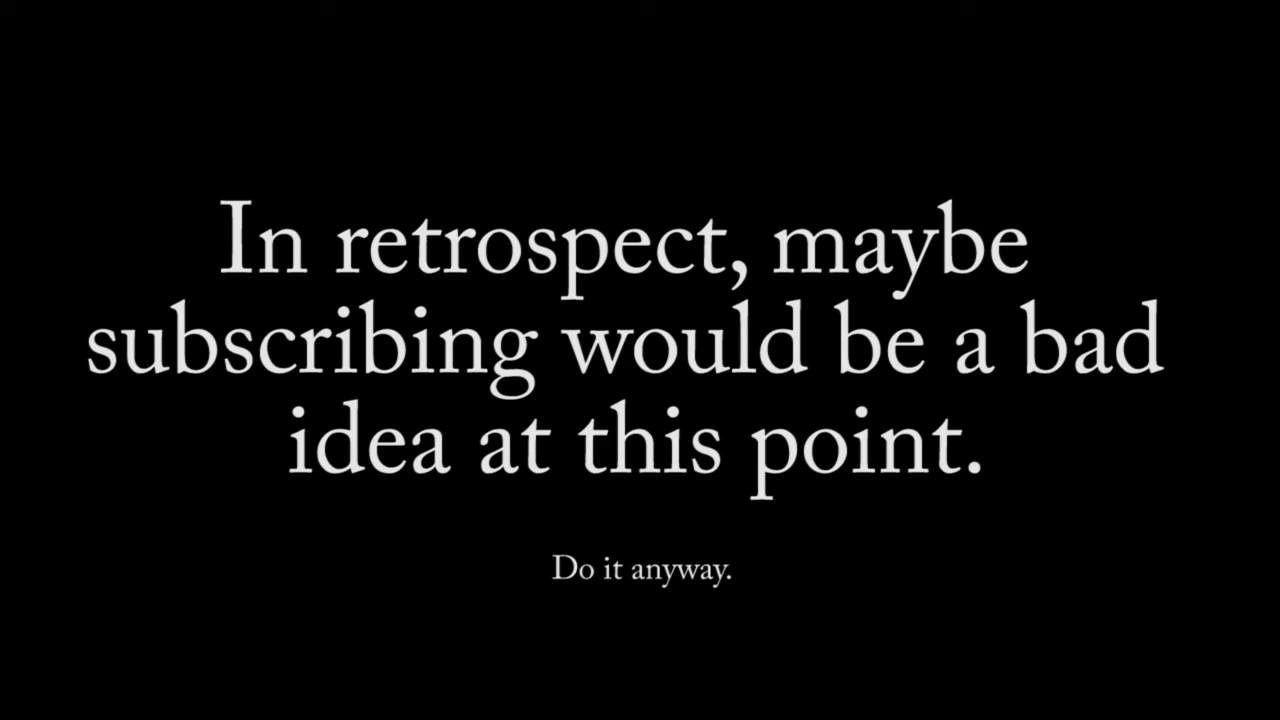 In retrospect, maybe
subscribing would be a bad
idea at this point.
Do it anyway.